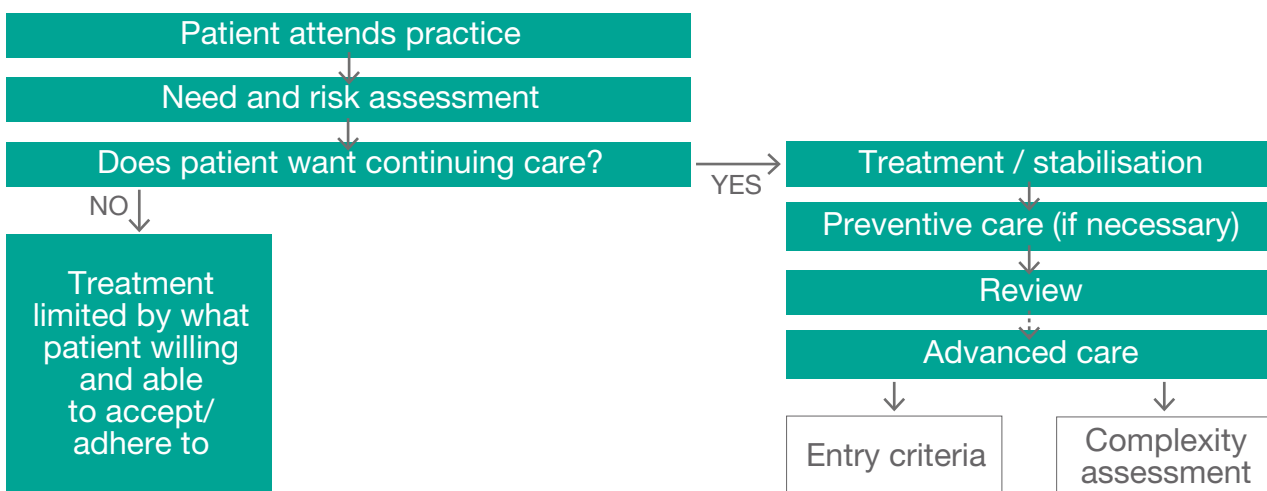 Patient attends practice
Need and risk assessment
Does patient want continuing care?
YES
NO
Treatment
limited by what
patient willing
and able
to accept/
adhere to
Treatment / stabilisation
Preventive care (if necessary)
Review
Advanced care
Entry criteria
Complexity
assessment